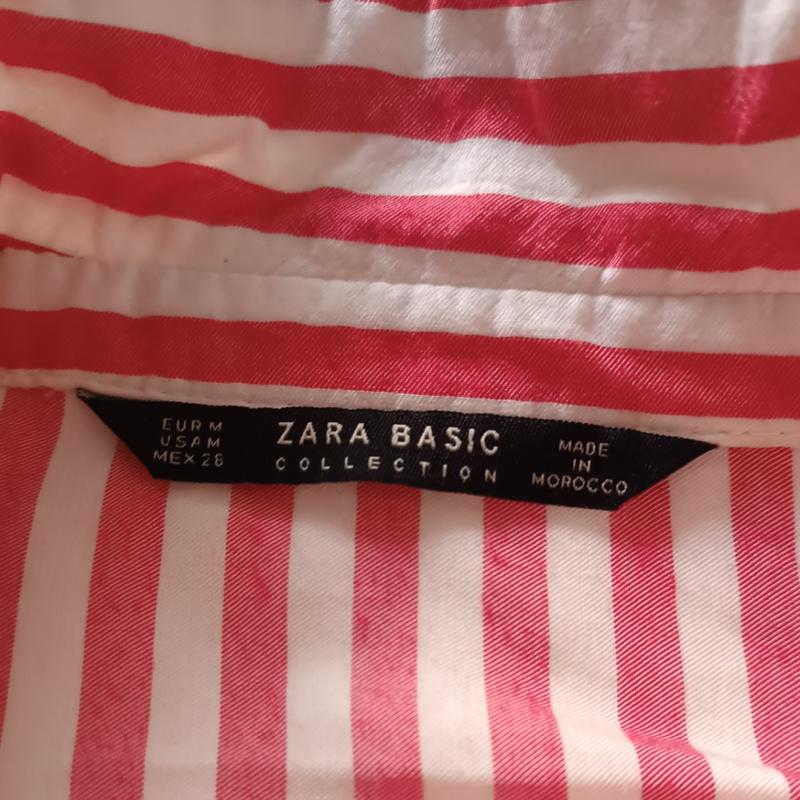 EUR M
USA M
MEX 28
ZARA BASIC
COLLECTION
MADE
IN
MOROCCO